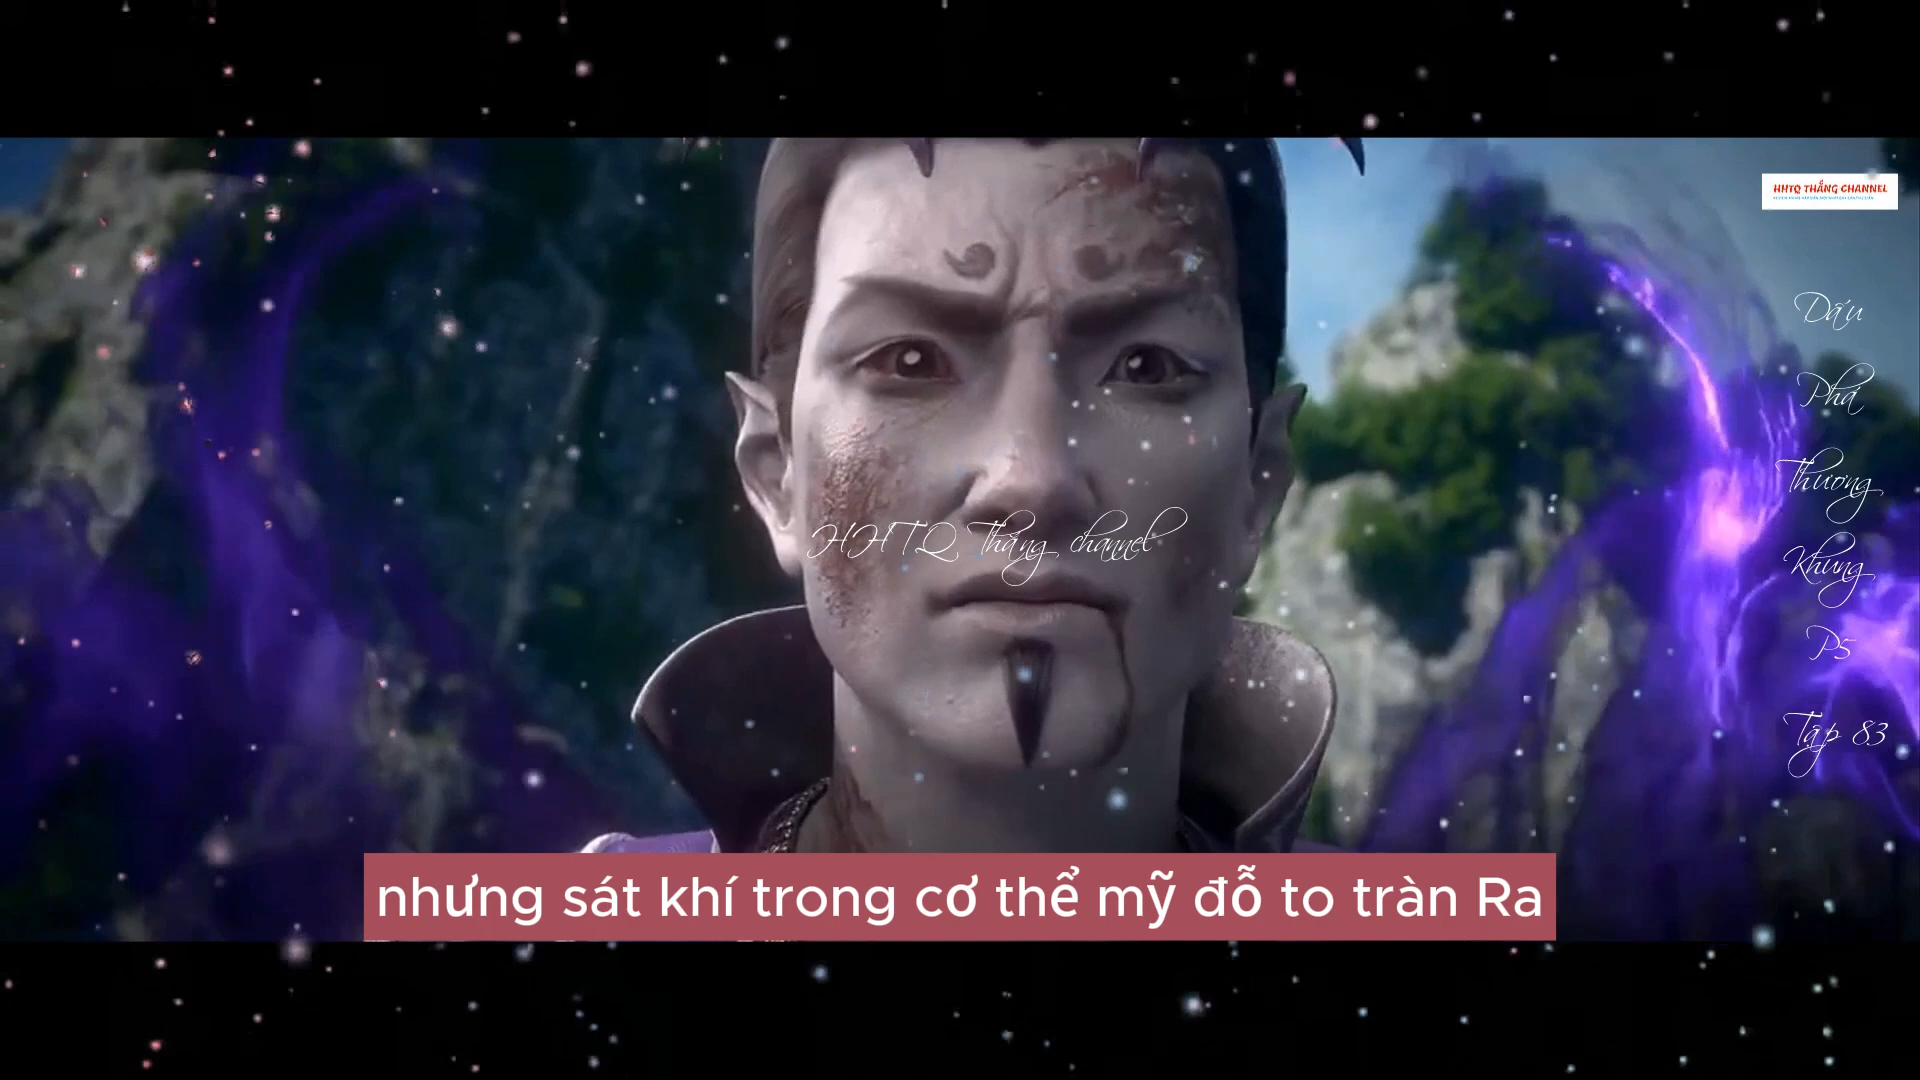 HHTQ THẮNG CHANNEL
Dấu
Phá
Thương
Khung
P5
Tập 83
HHTQ Thắng channel
nhưng sát khí trong cơ thể mỹ đỗ to tràn Ra